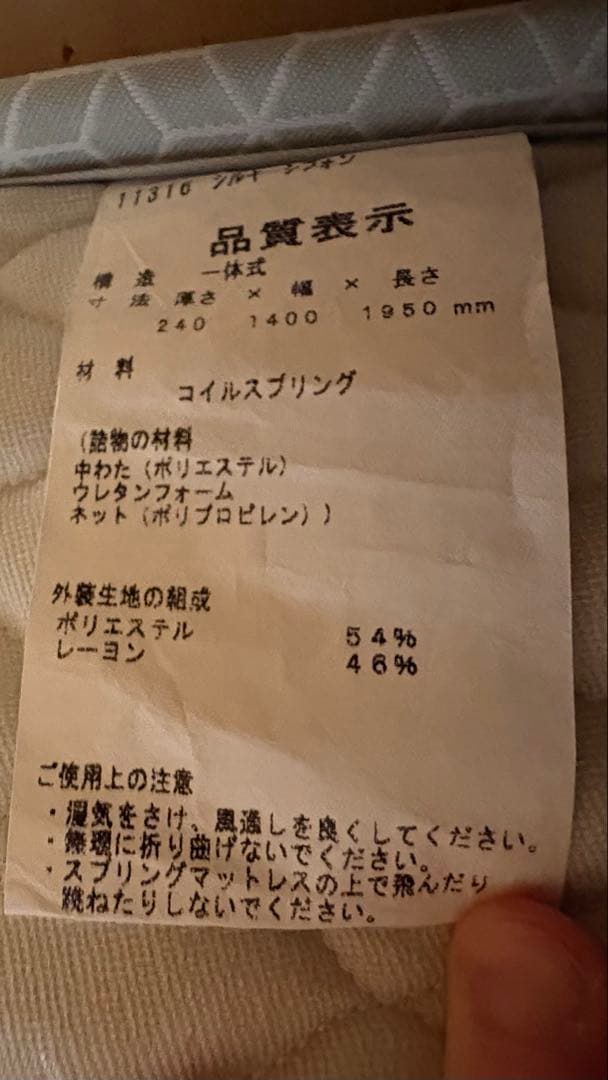 11316 シルキーシフォン
品質表示
構造 一体式
寸法 厚さ × 幅 × 長さ
240 1400 1950 mm
材料
コイルスプリング
(詰物の材料
中わた(ポリエステル)
ウレタンフォーム
ネット(ポリプロピレン))
外装生地の組成
ポリエステル 54%
レーヨン 46%
ご使用上の注意
・湿気をさけ、風通しを良くしてください。
・無理に折り曲げないでください。
・スプリングマットレスの上で飛んだり
跳ねたりしないでください。